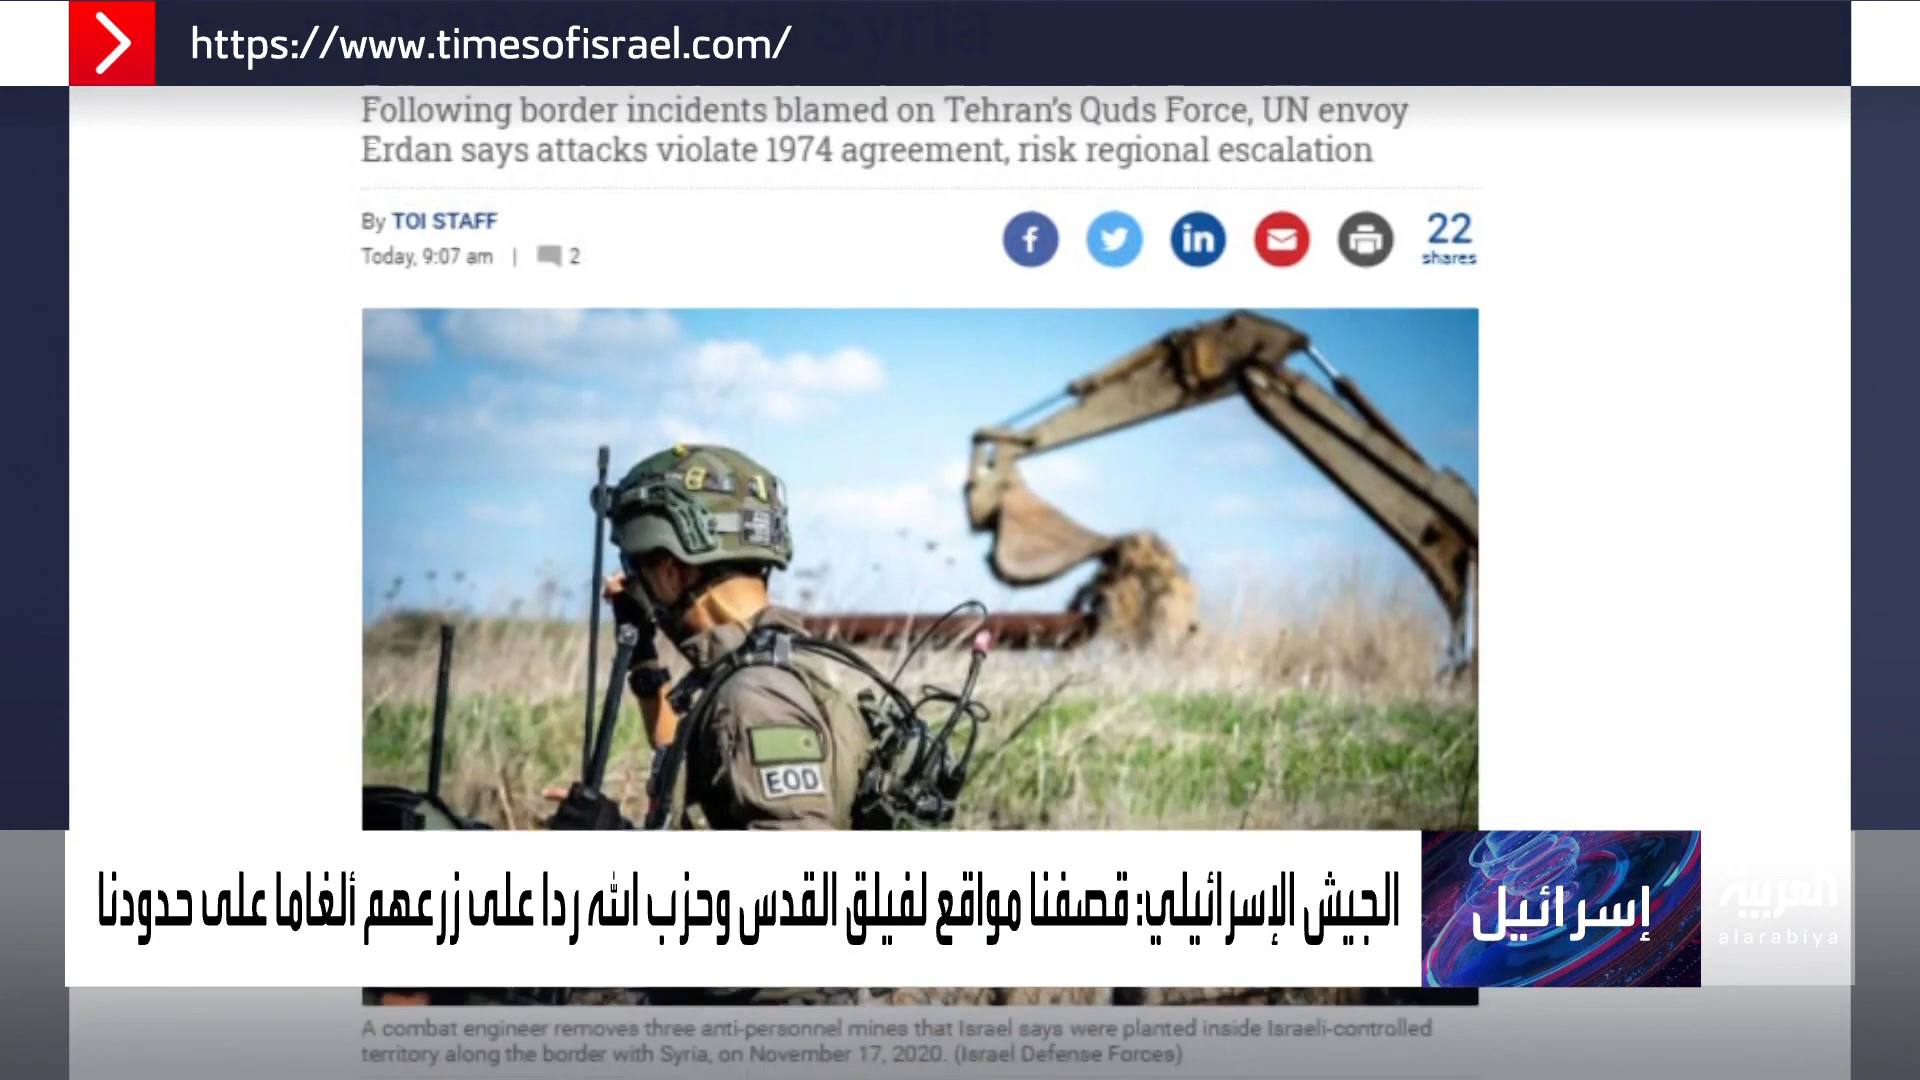 https://www.timesofisrael.com/
Following border incidents blamed on Tehran's Quds Force, UN envoy
Erdan says attacks violate 1974 agreement, risk regional escalation
By TOI STAFF
Today, 9:07 am | 2
22
shares
EOD
الجيش الإسرائيلي: قصفنا مواقع لفيلق القدس وحزب الله ردا على زرعهم ألغاما على حدودنا
إسرائيل
العربية
alarabiya
A combat engineer removes three anti-personnel mines that Israel says were planted inside Israeli-controlled
territory along the border with Syria, on November 17, 2020. (Israel Defense Forces)